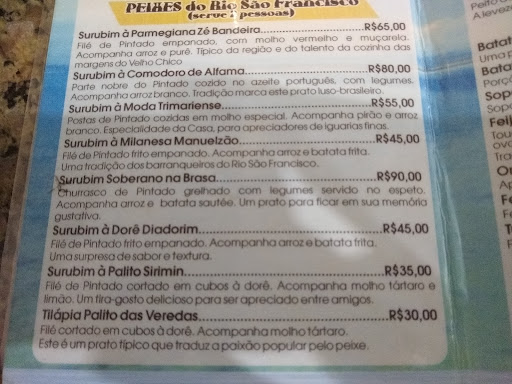 PEIXES do Rio São Francisco
(serve 2 pessoas)
Surubim à Parmegiana Zé Bandeira R$65,00
Filé de Pintado empanado, com molho vermelho e muçarela.
Acompanha arroz e purê. Típico da região e do talento da cozinha das
margens do Velho Chico
Surubim à Comodoro de Alfama R$80,00
Parte nobre do Pintado cozido no azeite português, com legumes.
Acompanha arroz branco. Tradição marca este prato luso-brasileiro.
Surubim à Moda Trimariense R$55,00
Postas de Pintado cozidas em molho especial. Acompanha pirão e arroz
branco. Especialidade da Casa, para apreciadores de iguarias finas.
Surubim à Milanesa Manuelzão R$45,00
Filé de Pintado frito empanado. Acompanha arroz e batata frita.
Uma tradição dos barranqueiros do Rio São Francisco.
Surubim Soberano na Brasa R$90,00
Churrasco de Pintado grelhado com legumes servido no espeto.
Acompanha arroz e batata sautée. Um prato para ficar em sua memória
gustativa.
Surubim à Dorê Diadorim R$45,00
Filé de Pintado frito empanado. Acompanha arroz e batata frita.
Uma surpresa de sabor e textura.
Surubim à Palito Sirimin R$35,00
Filé de Pintado cortado em cubos à dorê. Acompanha molho tártaro e
limão. Um tira-gosto delicioso para ser apreciado entre amigos.
Tilápia Palito das Veredas R$30,00
Filé cortado em cubos à dorê. Acompanha molho tártaro.
Este é um prato típico que traduz a paixão popular pelo peixe.